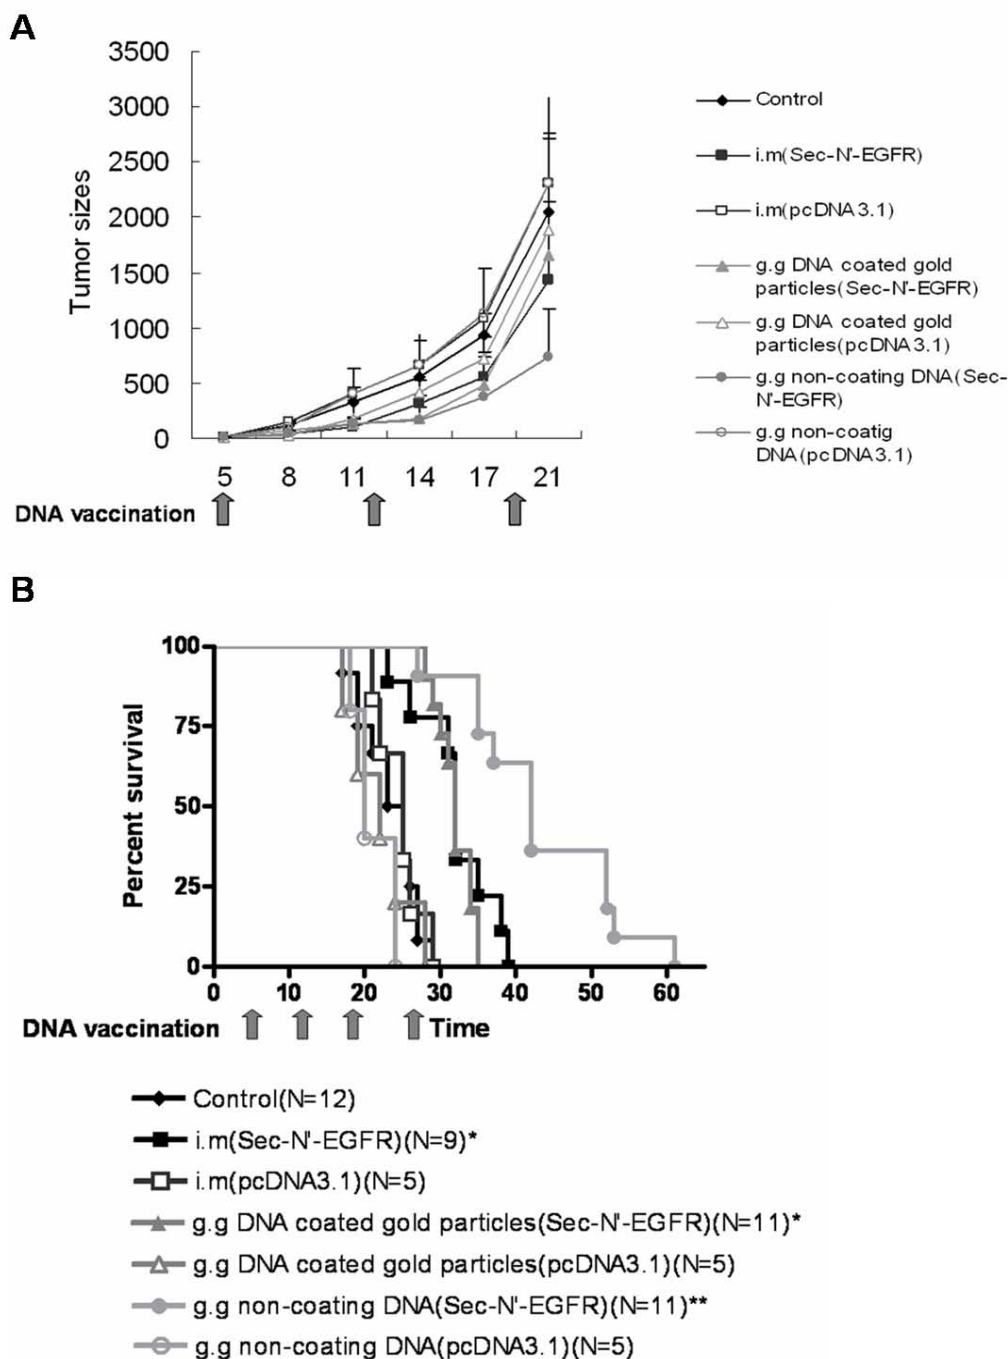 A
3500
3000
2500
2000
1500
1000
500
0
Tumor sizes
5 8 11 14 17 21
DNA vaccination
Control
i.m(Sec-N'-EGFR)
i.m(pcDNA3.1)
g.g DNA coated gold
particles(Sec-N'-EGFR)
g.g DNA coated gold
particles(pcDNA3.1)
g.g non-coating DNA(Sec-
N'-EGFR)
g.g non-coatig
DNA(pcDNA3.1)
B
100
75
50
25
0
Percent survival
0 10 20 30 40 50 60
DNA vaccination
Time
Control(N=12)
i.m(Sec-N'-EGFR)(N=9)*
i.m(pcDNA3.1)(N=5)
g.g DNA coated gold particles(Sec-N'-EGFR)(N=11)*
g.g DNA coated gold particles(pcDNA3.1)(N=5)
g.g non-coating DNA(Sec-N'-EGFR)(N=11)**
g.g non-coating DNA(pcDNA3.1)(N=5)